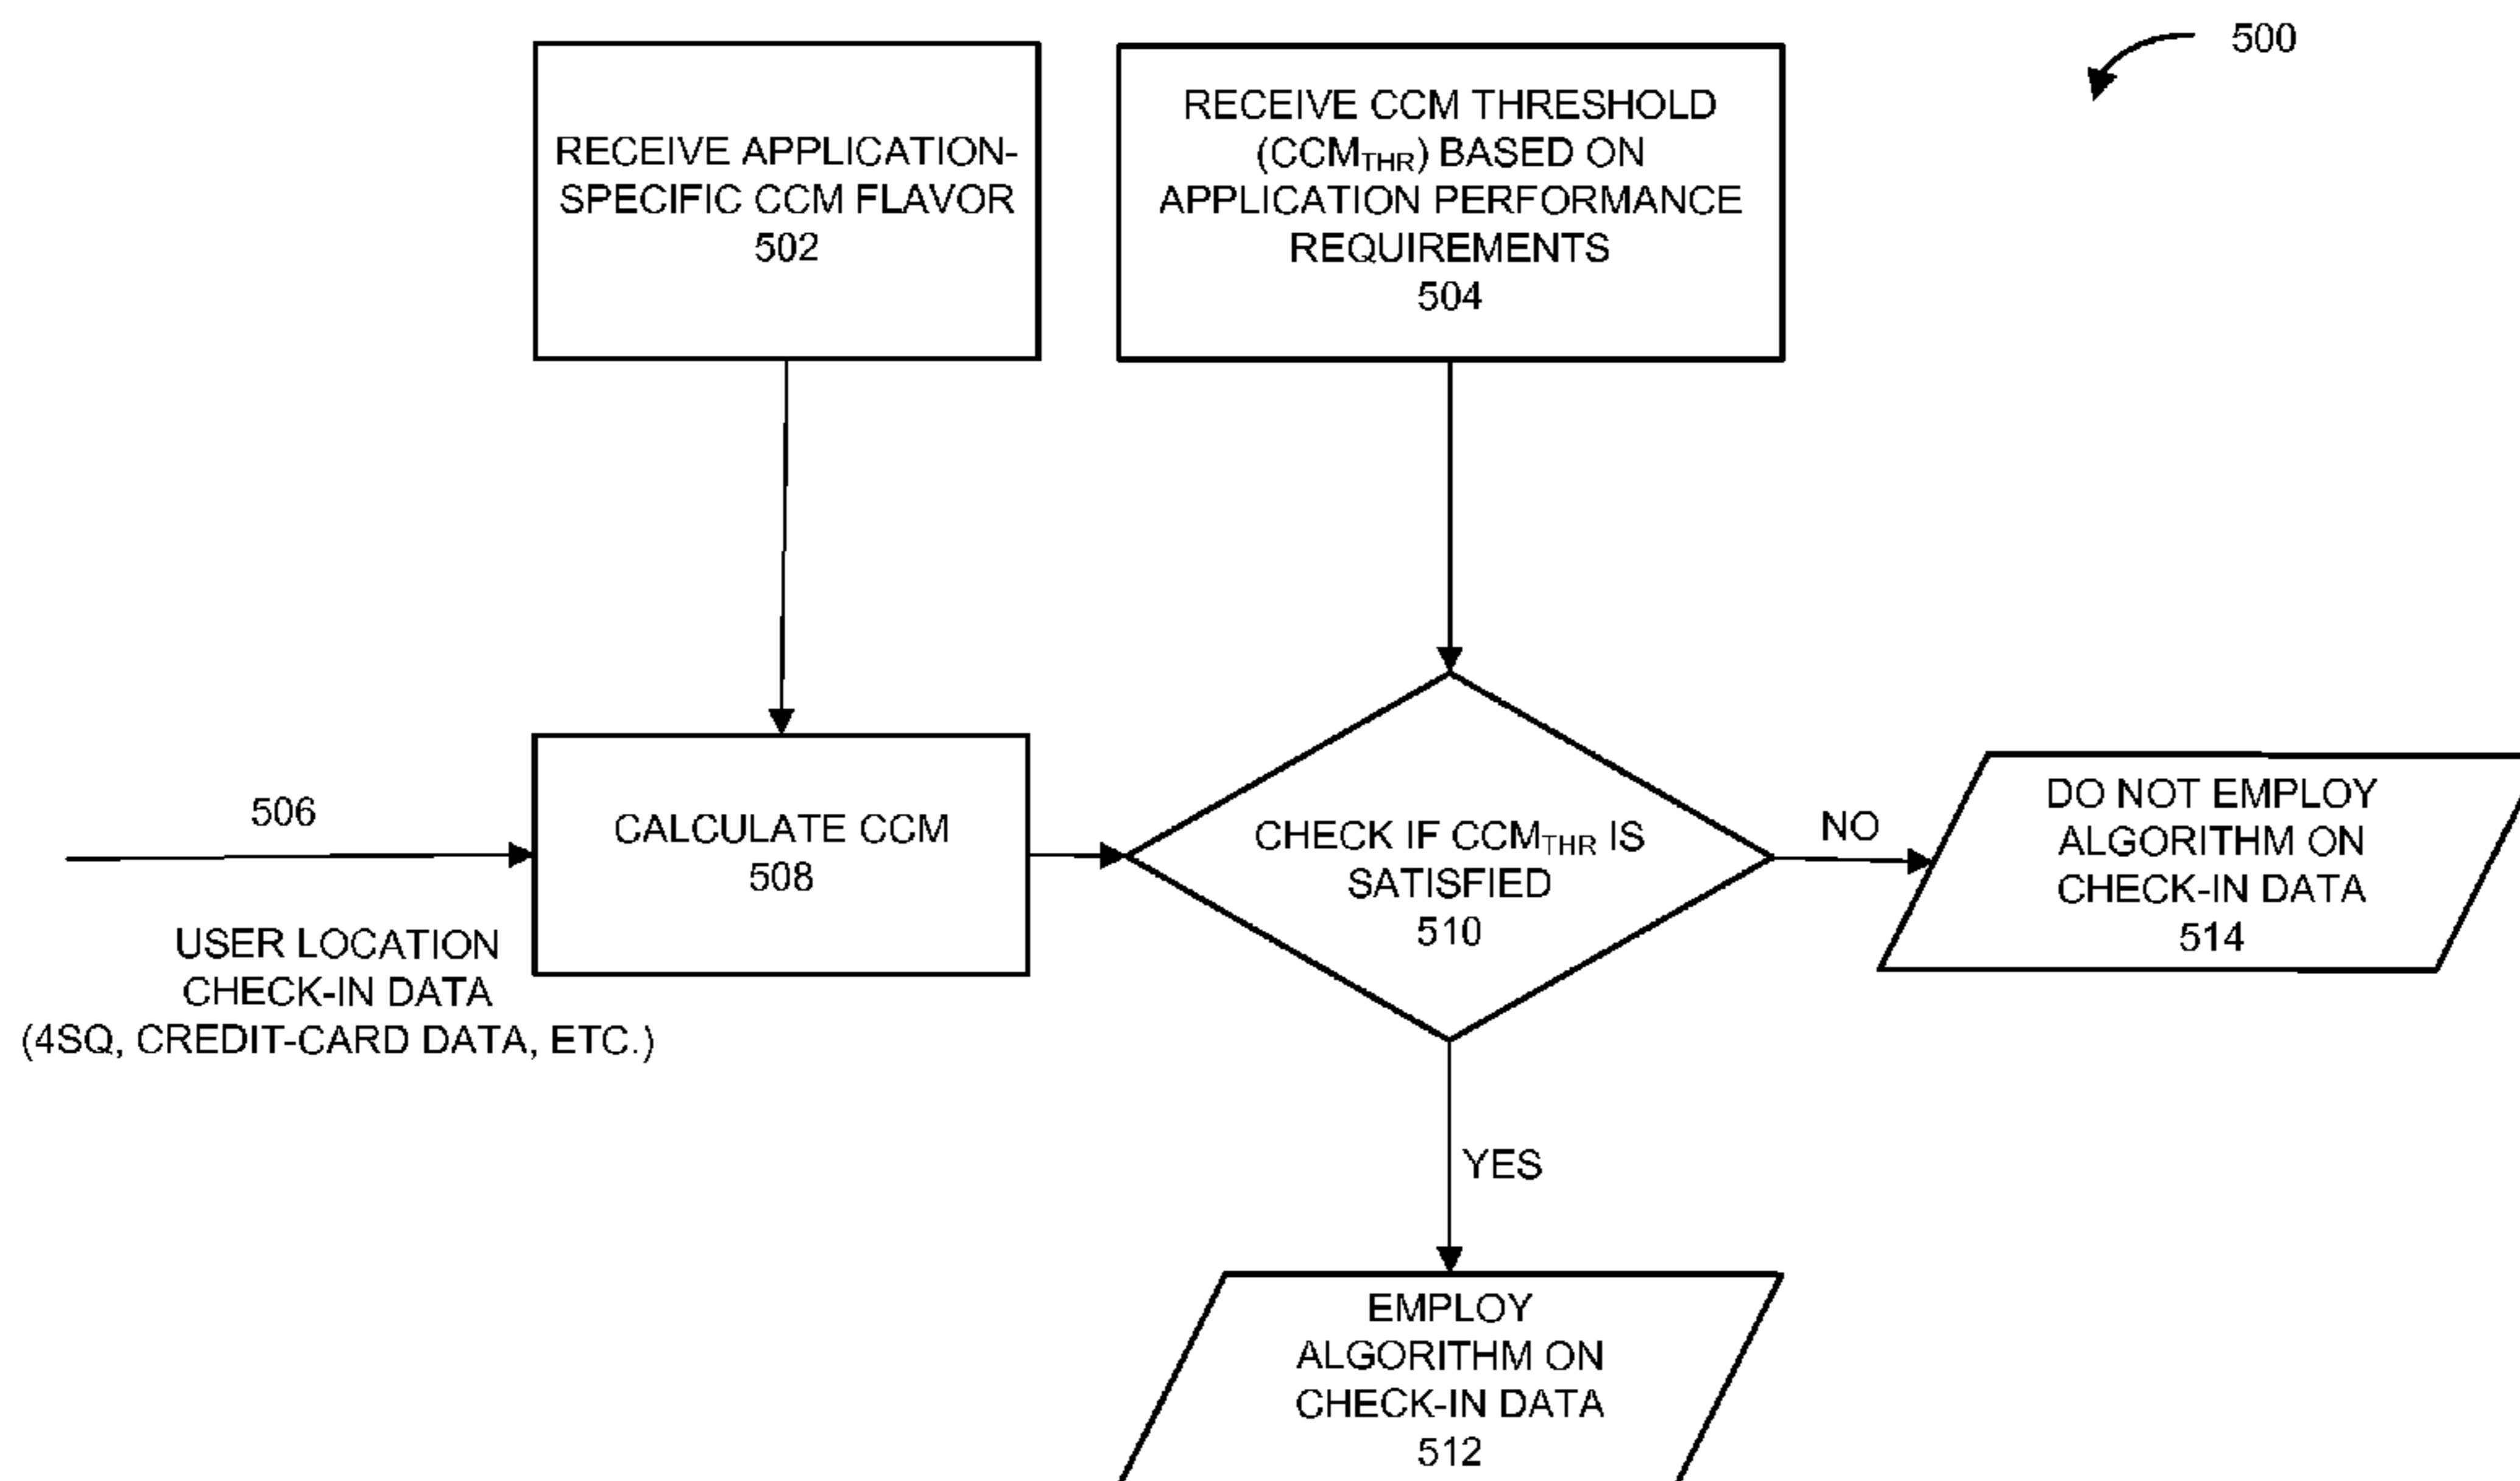 500
RECEIVE APPLICATION-
SPECIFIC CCM FLAVOR
502
RECEIVE CCM THRESHOLD
(CCMTHR) BASED ON
APPLICATION PERFORMANCE
REQUIREMENTS
504
506
USER LOCATION
CHECK-IN DATA
(4SQ, CREDIT-CARD DATA, ETC.)
CALCULATE CCM
508
CHECK IF CCMTHR IS
SATISFIED
510
NO
DO NOT EMPLOY
ALGORITHM ON
CHECK-IN DATA
514
YES
EMPLOY
ALGORITHM ON
CHECK-IN DATA
512